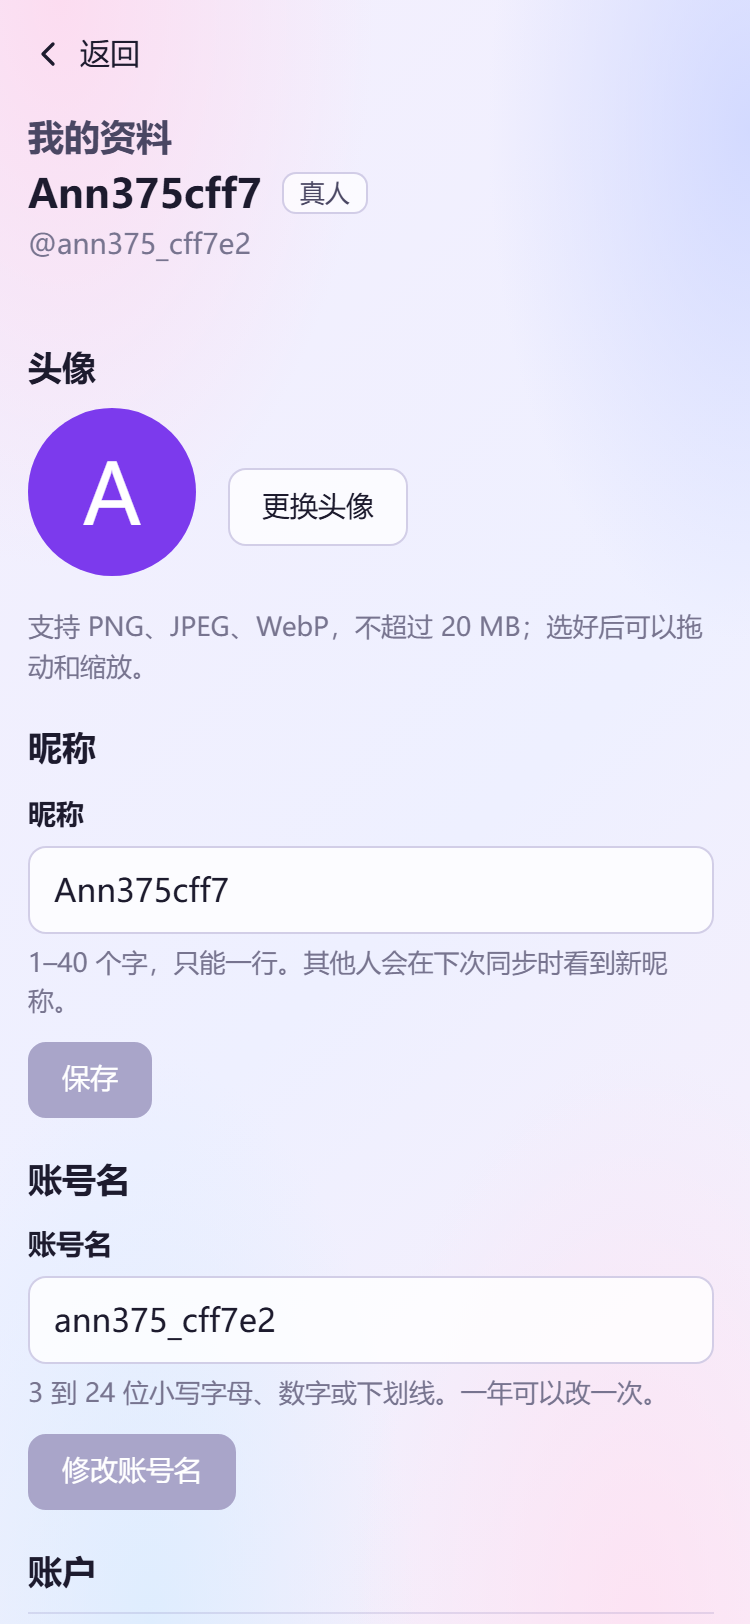 返回
我的资料
Ann375cff7 真人
@ann375_cff7e2
头像
A
更换头像
支持 PNG、JPEG、WebP，不超过 20 MB；选好后可以拖
动和缩放。
昵称
昵称
Ann375cff7
1–40 个字，只能一行。其他人会在下次同步时看到新昵
称。
保存
账号名
账号名
ann375_cff7e2
3 到 24 位小写字母、数字或下划线。一年可以改一次。
修改账号名
账户